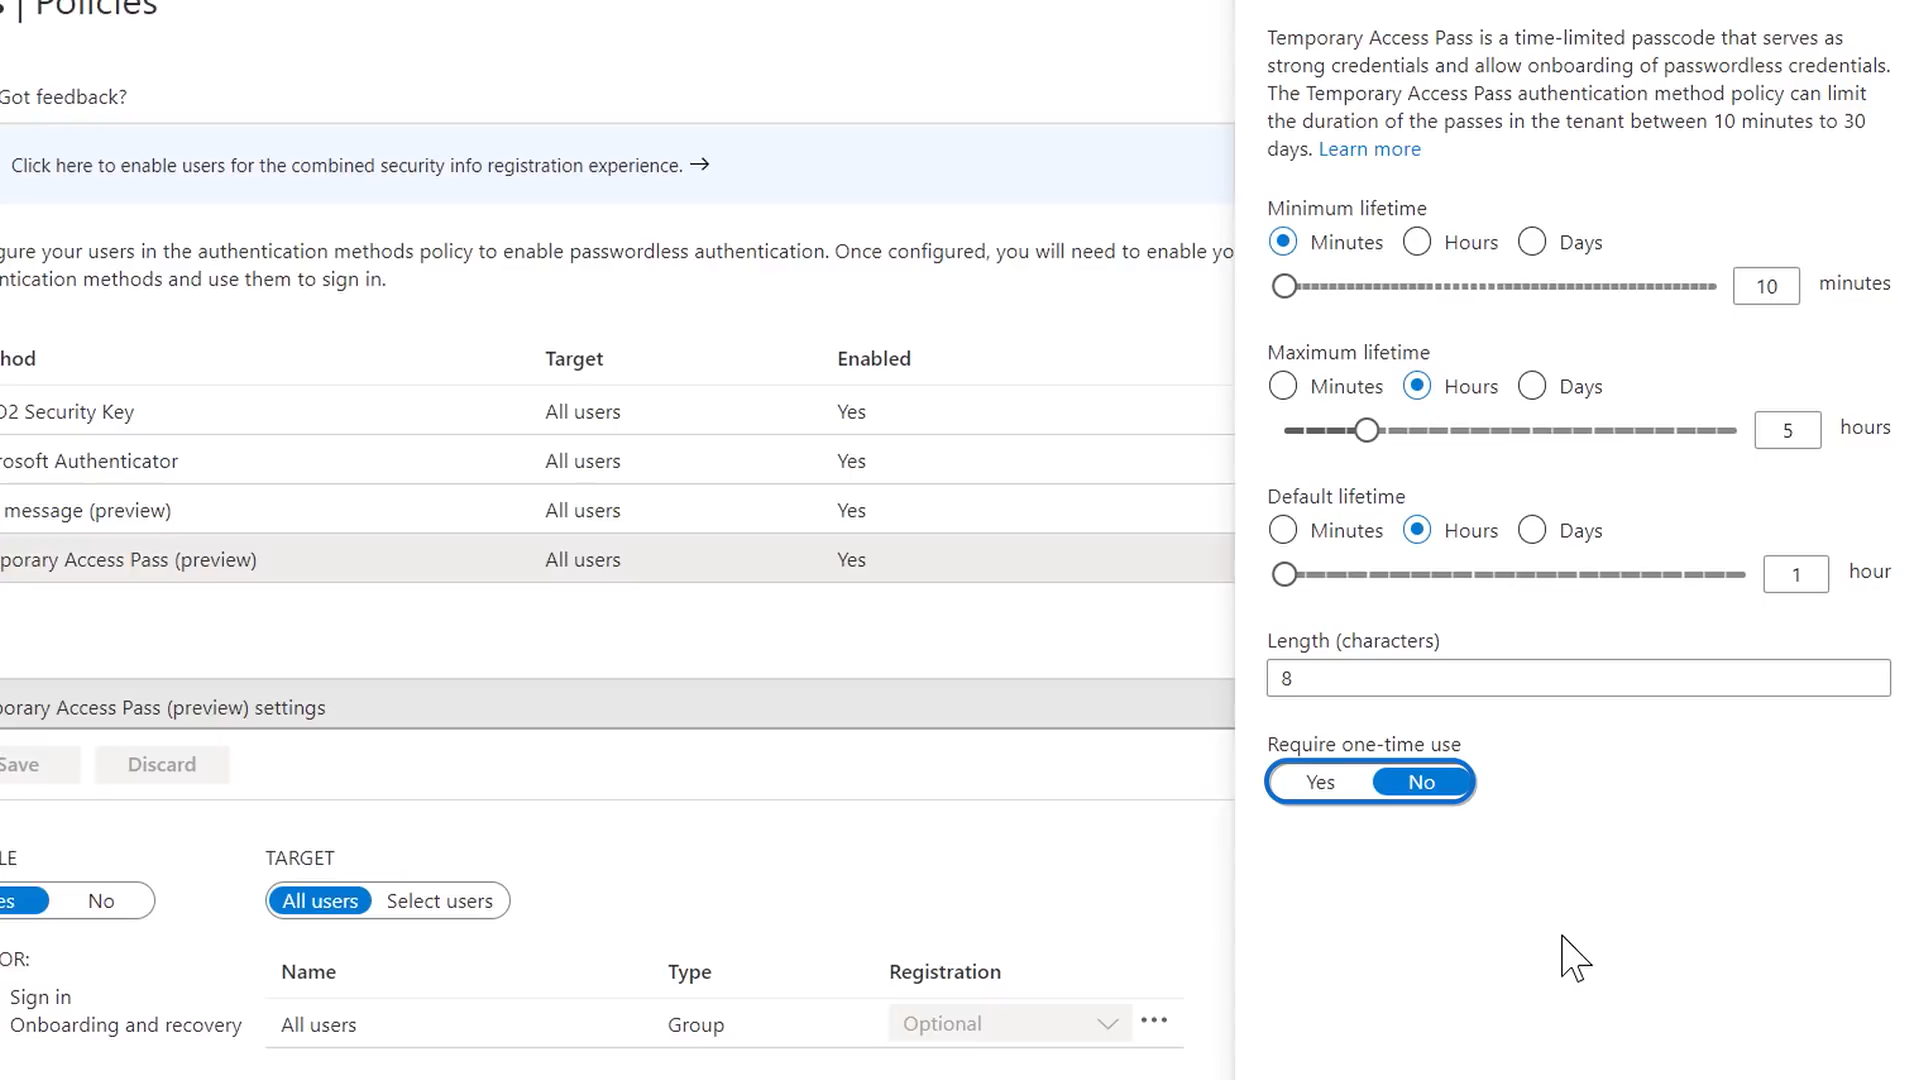 | Policies
Got feedback?
Click here to enable users for the combined security info registration experience. →
gure your users in the authentication methods policy to enable passwordless authentication. Once configured, you will need to enable yo
ntication methods and use them to sign in.
hod Target Enabled
O2 Security Key All users Yes
rosoft Authenticator All users Yes
message (preview) All users Yes
porary Access Pass (preview) All users Yes
porary Access Pass (preview) settings
Save Discard
LE TARGET
es No All users Select users
OR:
Sign in
Onboarding and recovery
Name Type Registration
All users Group Optional
Temporary Access Pass is a time-limited passcode that serves as
strong credentials and allow onboarding of passwordless credentials.
The Temporary Access Pass authentication method policy can limit
the duration of the passes in the tenant between 10 minutes to 30
days. Learn more
Minimum lifetime
Minutes Hours Days
10 minutes
Maximum lifetime
Minutes Hours Days
5 hours
Default lifetime
Minutes Hours Days
1 hour
Length (characters)
8
Require one-time use
Yes No